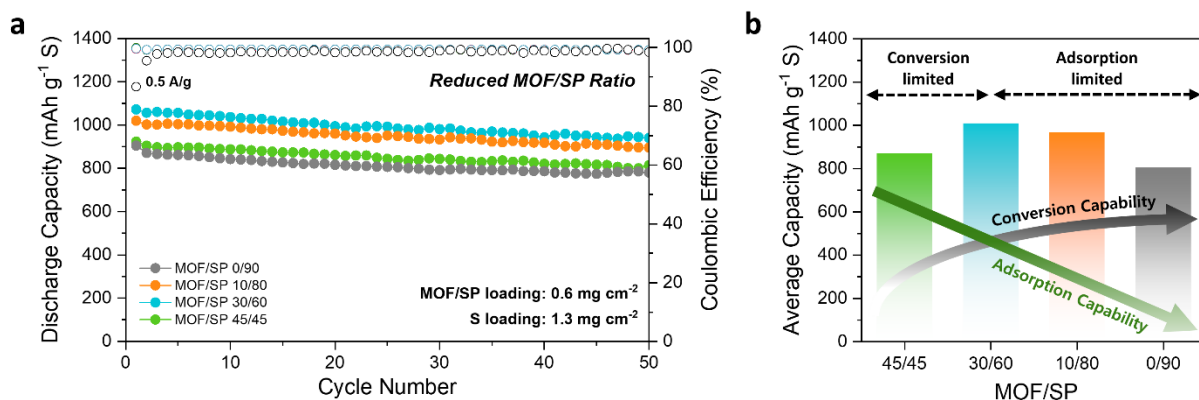 a
1400
1200
1000
800
600
400
200
0
Discharge Capacity (mAh g⁻¹ S)
0.5 A/g
Reduced MOF/SP Ratio
MOF/SP 0/90
MOF/SP 10/80
MOF/SP 30/60
MOF/SP 45/45
MOF/SP loading: 0.6 mg cm⁻²
S loading: 1.3 mg cm⁻²
0 10 20 30 40 50
Cycle Number
100
80
60
40
20
0
Coulombic Efficiency (%)
b
1400
1200
1000
800
600
400
200
0
Average Capacity (mAh g⁻¹ S)
Conversion
limited
Adsorption
limited
Conversion Capability
Adsorption Capability
45/45 30/60 10/80 0/90
MOF/SP